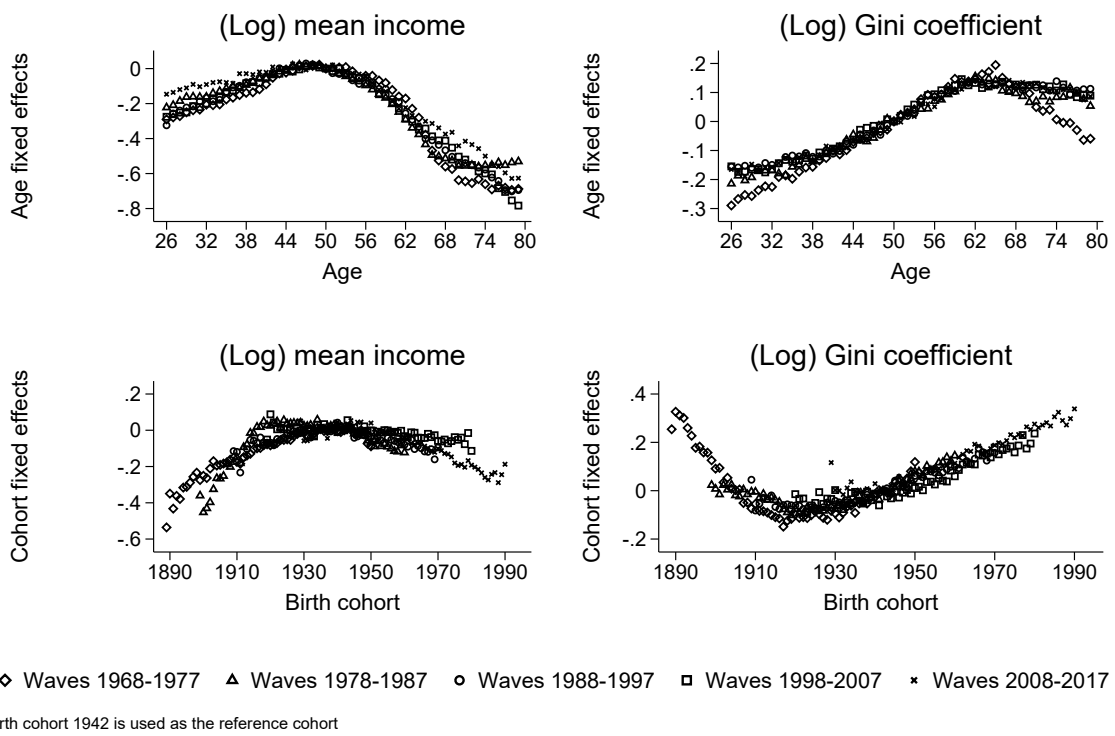 (Log) mean income
Age fixed effects
0
-.2
-.4
-.6
-.8
26 32 38 44 50 56 62 68 74 80
Age
(Log) Gini coefficient
Age fixed effects
.2
.1
0
-.1
-.2
-.3
26 32 38 44 50 56 62 68 74 80
Age
(Log) mean income
Cohort fixed effects
.2
0
-.2
-.4
-.6
1890 1910 1930 1950 1970 1990
Birth cohort
(Log) Gini coefficient
Cohort fixed effects
.4
.2
0
-.2
1890 1910 1930 1950 1970 1990
Birth cohort
Waves 1968-1977 Waves 1978-1987 Waves 1988-1997 Waves 1998-2007 Waves 2008-2017
rth cohort 1942 is used as the reference cohort